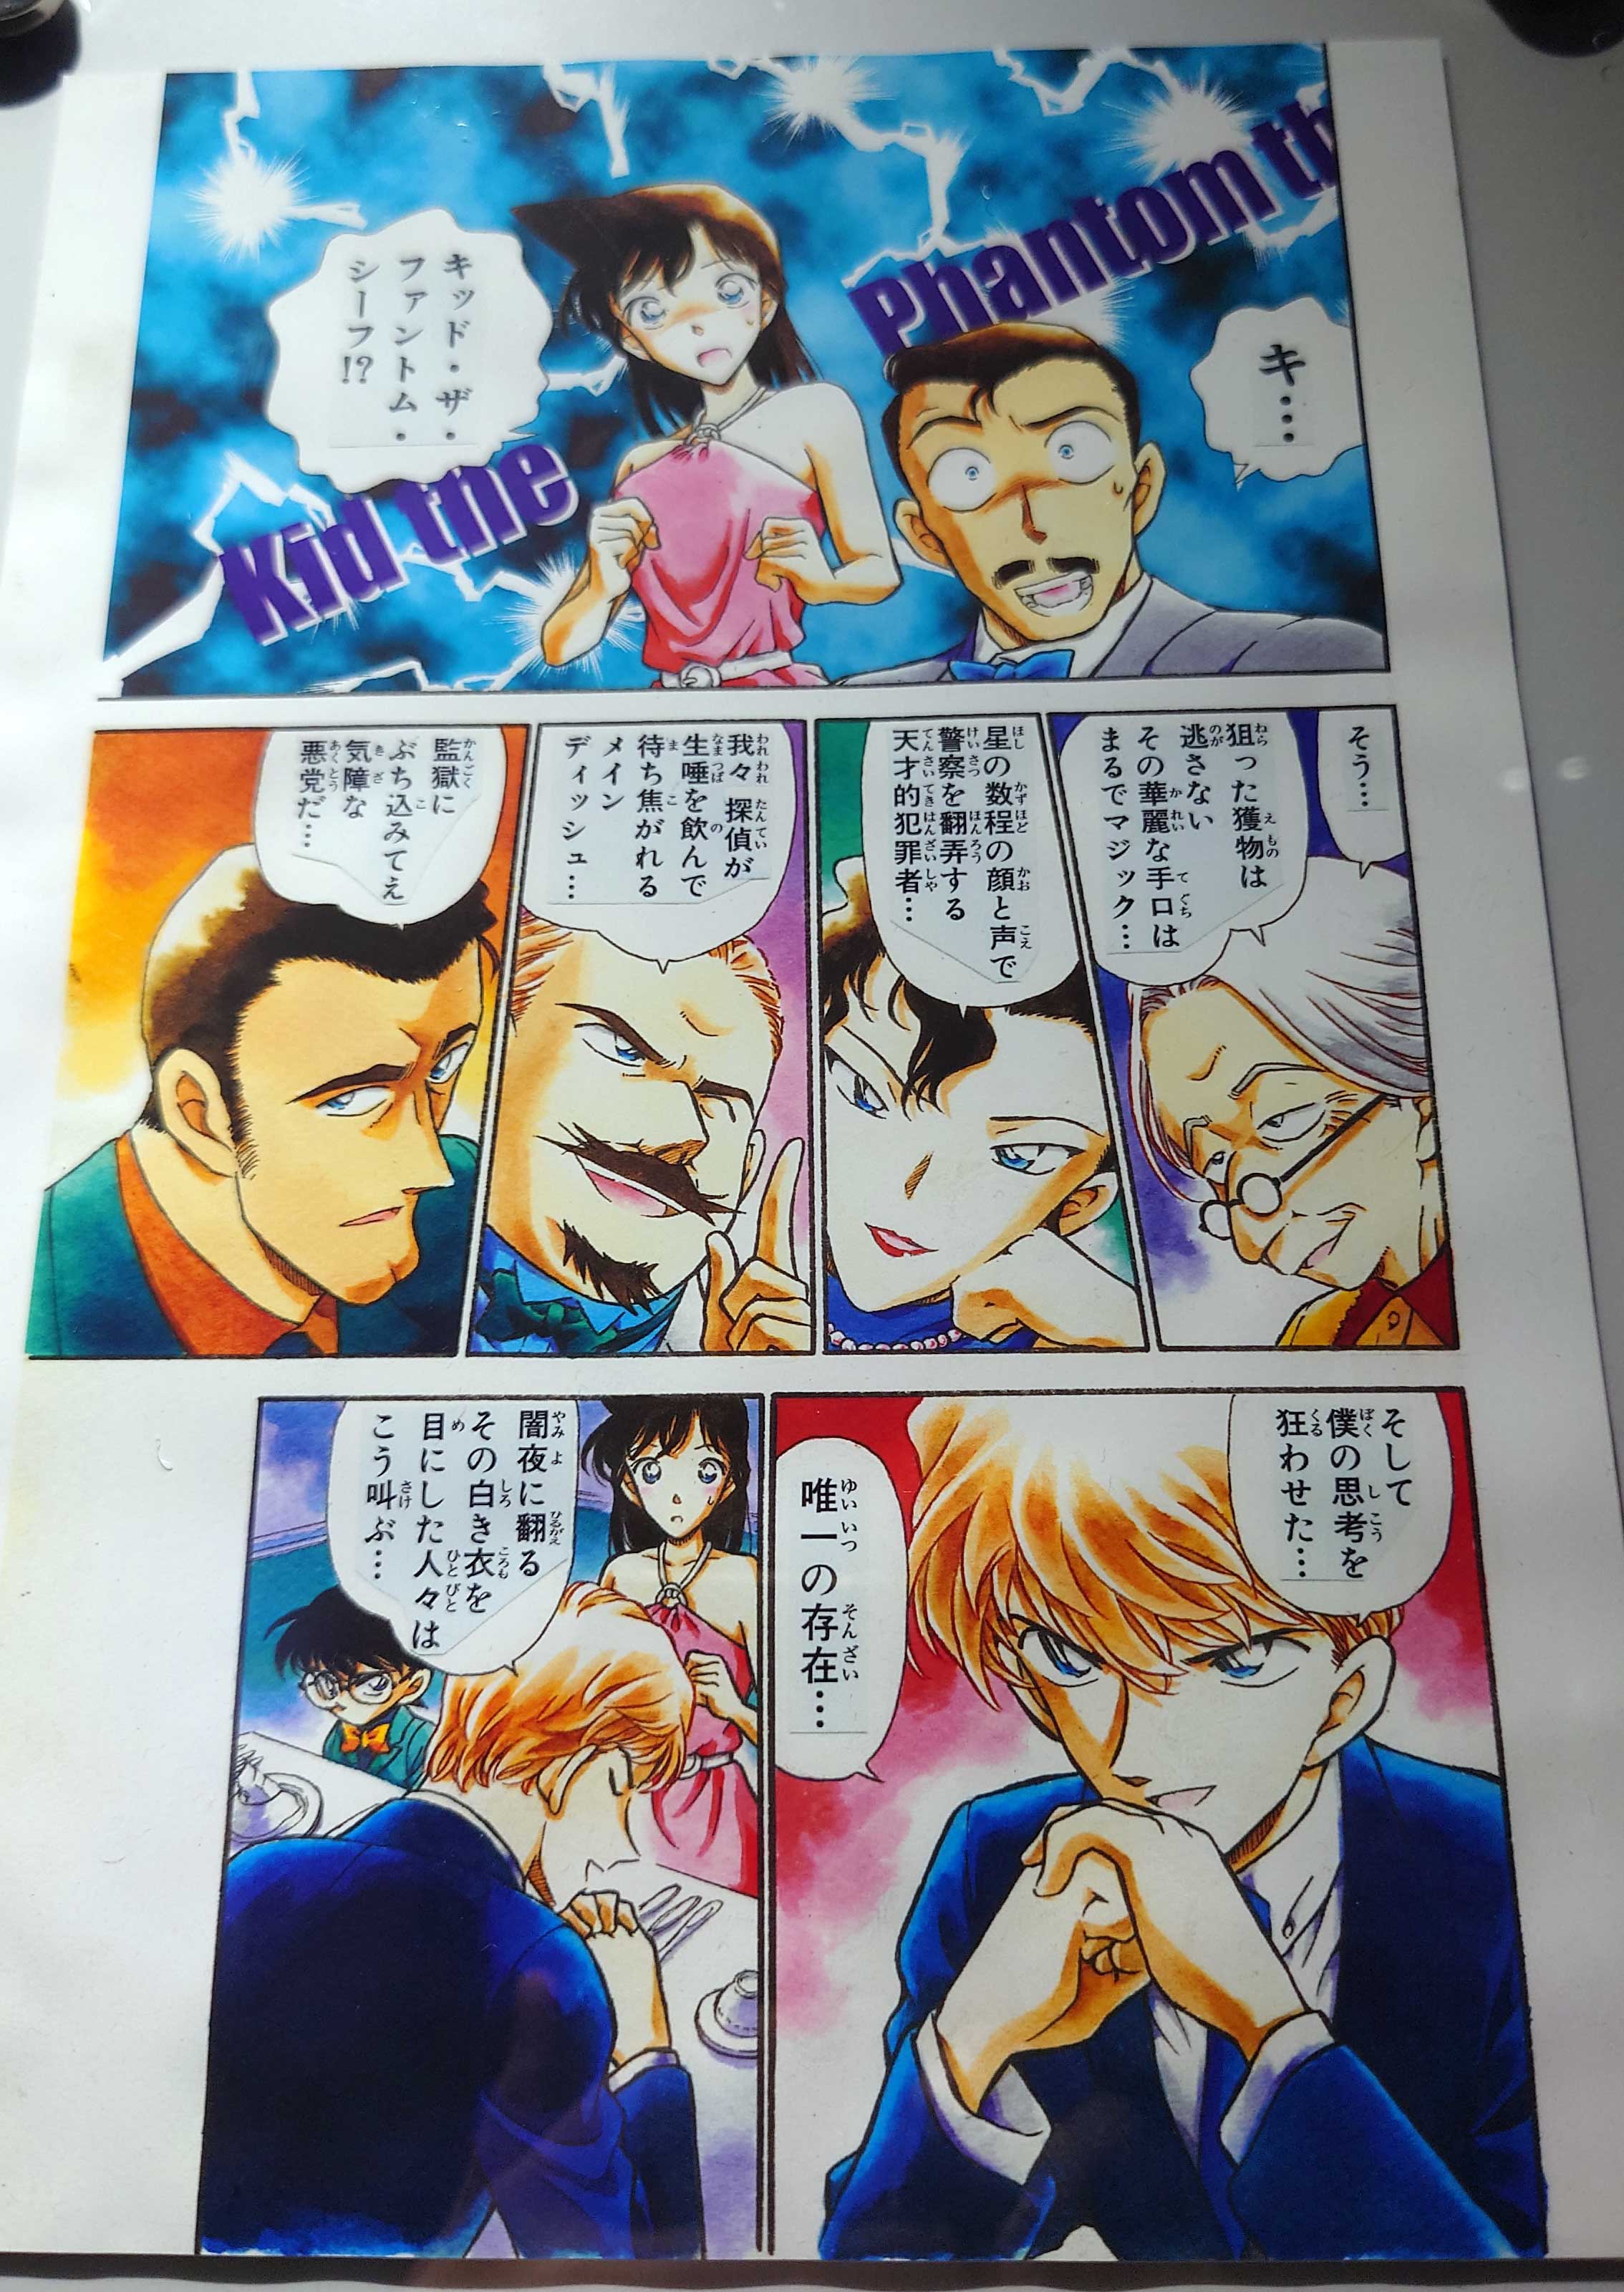 キ…
キッド・ザ・
ファントム・
シーフ!?
Kid the
Phantom th
そう…
狙った獲物は
逃さない
その華麗な手口は
まるでマジック…
星の数程の顔と声で
警察を翻弄する
天才的犯罪者…
我々探偵が
生唾を飲んで
待ち焦がれる
メイン
ディッシュ…
監獄に
ぶち込みてえ
気障な
悪党だ…
そして
僕の思考を
狂わせた…
唯一の存在…
闇夜に翻る
その白き衣を
目にした人々は
こう叫ぶ…